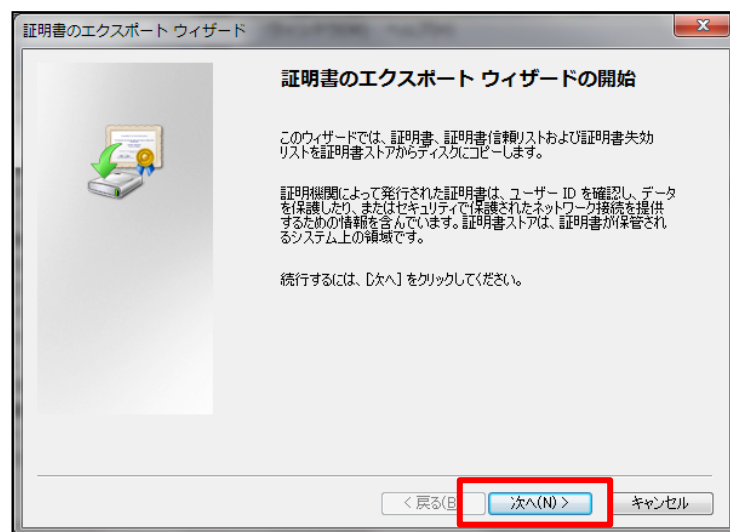 証明書のエクスポート ウィザード
証明書のエクスポート ウィザードの開始
このウィザードでは、証明書、証明書信頼リストおよび証明書失効
リストを証明書ストアからディスクにコピーします。
証明機関によって発行された証明書は、ユーザー ID を確認し、データ
を保護したり、またはセキュリティで保護されたネットワーク接続を提供
するための情報を含んでいます。証明書ストアは、証明書が保管され
るシステム上の領域です。
続行するには、[次へ] をクリックしてください。
< 戻る(B 次へ(N) > キャンセル